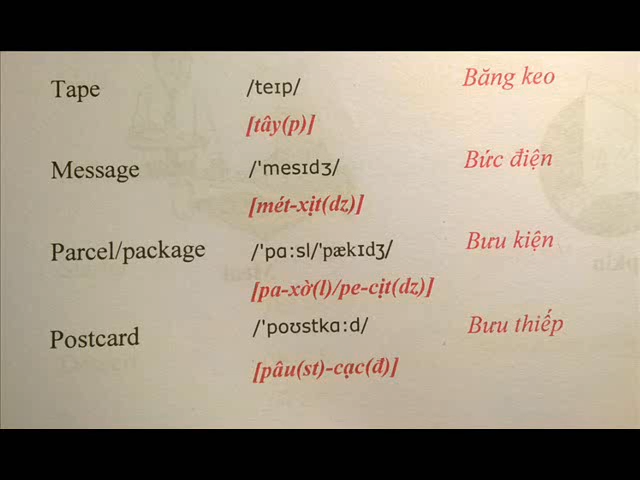 Tape /teɪp/ Băng keo
[tây(p)]
Message /'mesɪdʒ/ Bức điện
[mét-xịt(dz)]
Parcel/package /'pɑ:sl/'pækɪdʒ/ Bưu kiện
[pa-xờ(l)/pe-cịt(dz)]
Postcard /'poʊstkɑ:d/ Bưu thiếp
[pâu(st)-cạc(đ)]